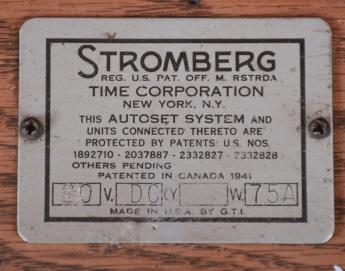 STROMBERG
REG. U.S. PAT. OFF. M. RSTRDA
TIME CORPORATION
NEW YORK, N.Y.
THIS AUTOSET SYSTEM AND
UNITS CONNECTED THERETO ARE
PROTECTED BY PATENTS: U.S. NOS.
1892710 - 2037887 - 2332827 - 2332828
OTHERS PENDING
PATENTED IN CANADA 1941
V. DC CY W. 75A
MADE IN U.S.A. BY G.T.I.